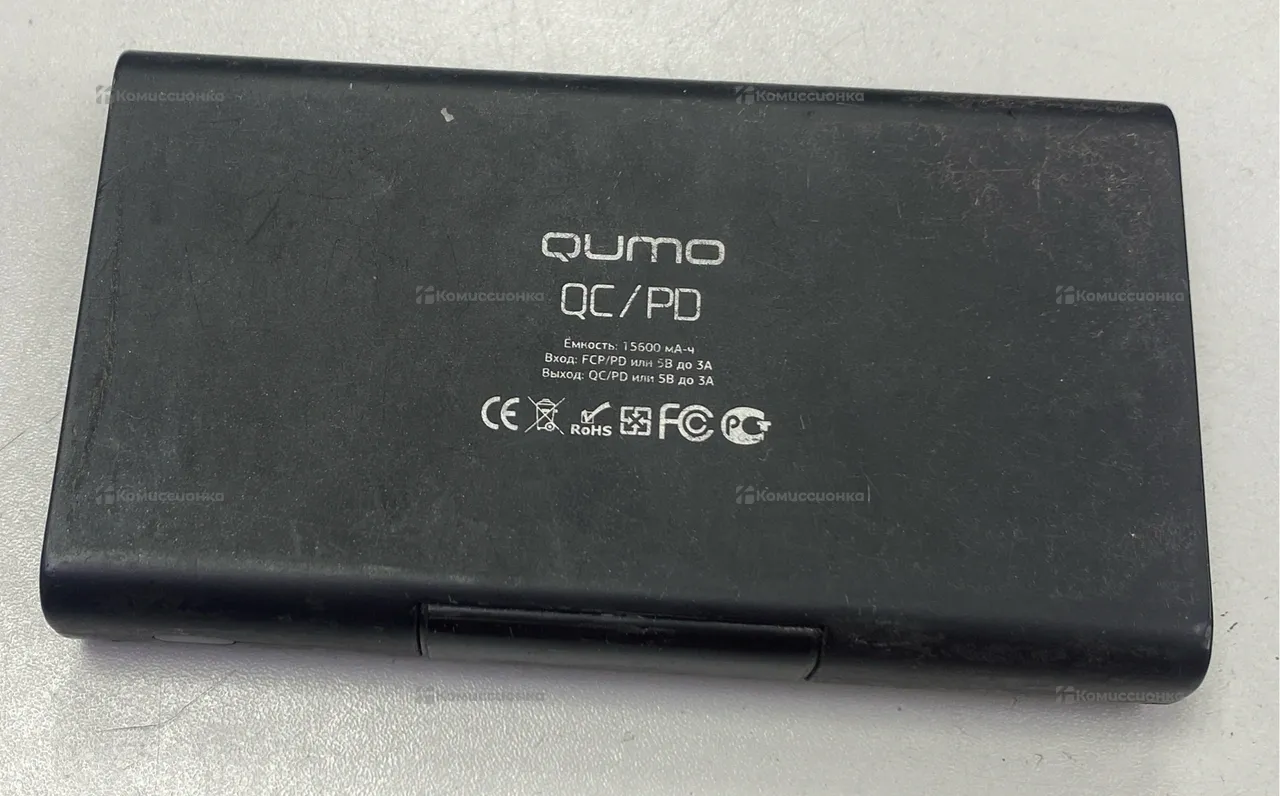 Комиссионка
Комиссионка
QUMO
Комиссионка
QC/PD
Комиссионка
Ёмкость: 15600 мА-ч
Вход: FCP/PD или 5В до 3А
Выход: QC/PD или 5В до 3А
CE RoHS FC РСТ
Комиссионка
Комиссионка
Комиссионка
Комиссионка